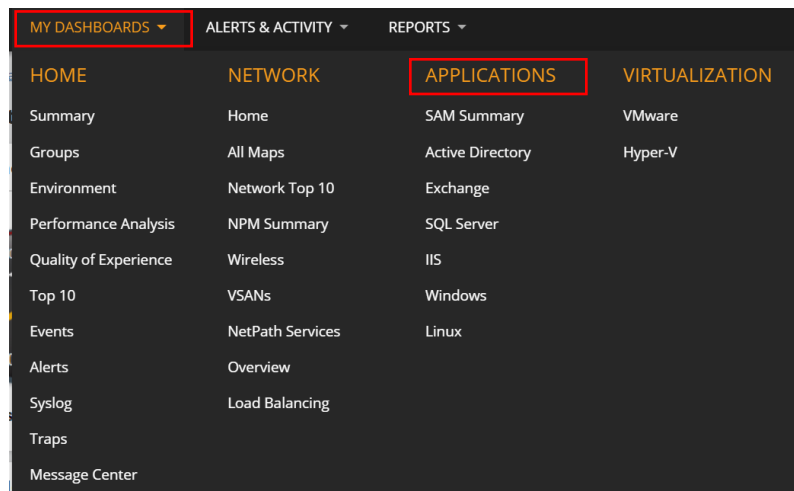 MY DASHBOARDS
ALERTS & ACTIVITY
REPORTS
HOME
Summary
Groups
Environment
Performance Analysis
Quality of Experience
Top 10
Events
Alerts
Syslog
Traps
Message Center
NETWORK
Home
All Maps
Network Top 10
NPM Summary
Wireless
VSANs
NetPath Services
Overview
Load Balancing
APPLICATIONS
SAM Summary
Active Directory
Exchange
SQL Server
IIS
Windows
Linux
VIRTUALIZATION
VMware
Hyper-V